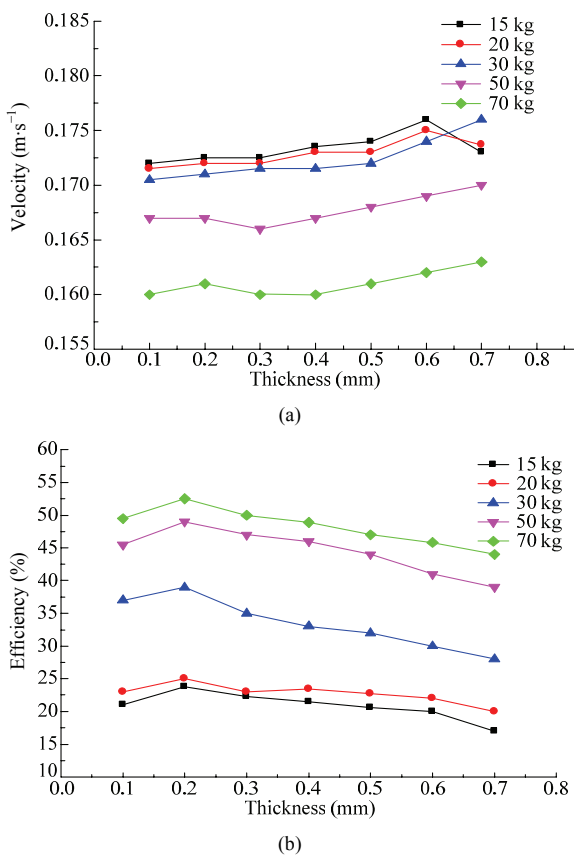 0.185
0.180
0.175
0.170
0.165
0.160
0.155
Velocity (m·s⁻¹)
15 kg
20 kg
30 kg
50 kg
70 kg
0.0 0.1 0.2 0.3 0.4 0.5 0.6 0.7 0.8
Thickness (mm)
(a)
60
55
50
45
40
35
30
25
20
15
10
Efficiency (%)
15 kg
20 kg
30 kg
50 kg
70 kg
0.0 0.1 0.2 0.3 0.4 0.5 0.6 0.7 0.8
Thickness (mm)
(b)